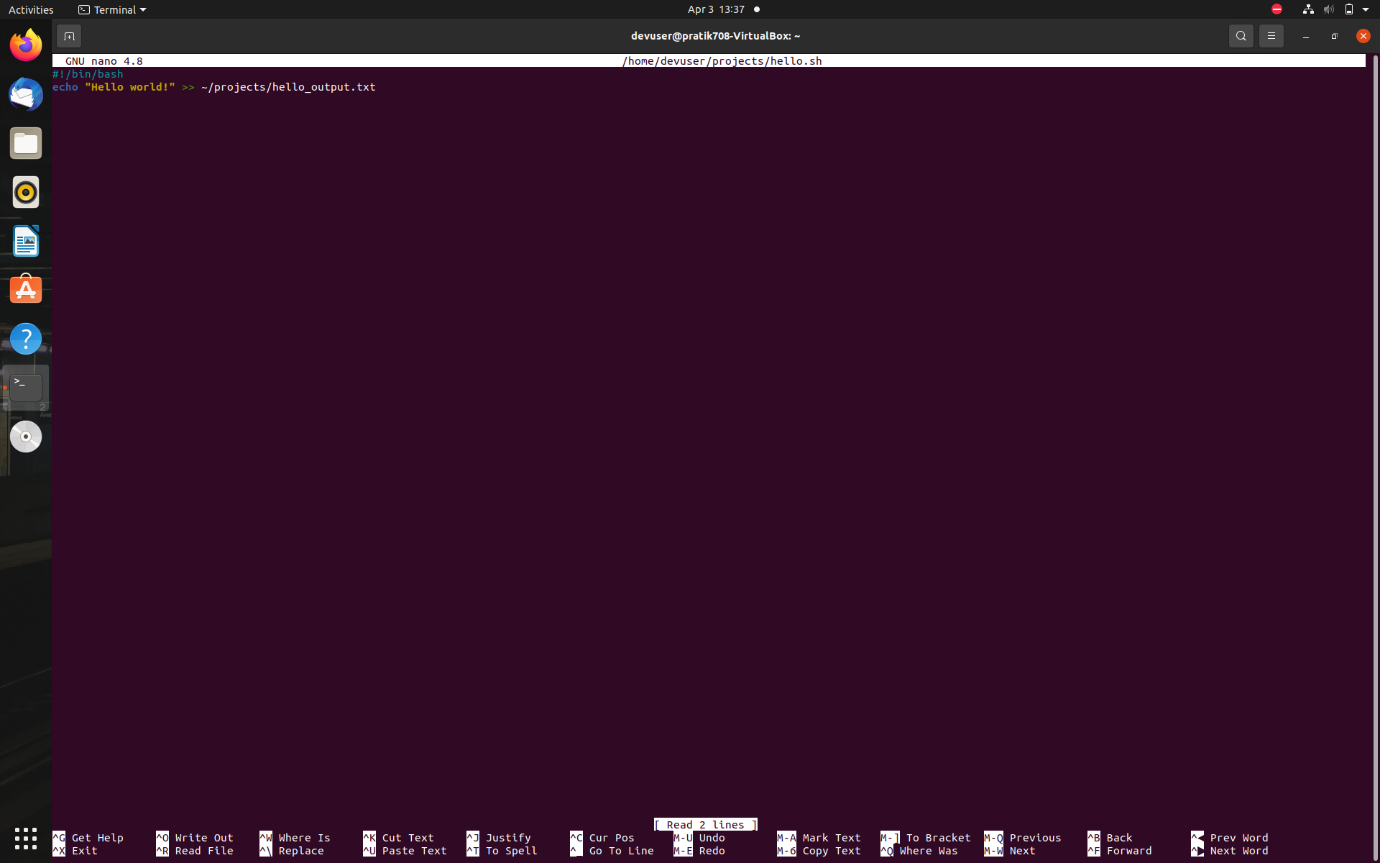 Activities Terminal Apr 3 13:37
devuser@pratik708-VirtualBox: ~
GNU nano 4.8 /home/devuser/projects/hello.sh
#!/bin/bash
echo "Hello world!" >> ~/projects/hello_output.txt
[ Read 2 lines ]
^G Get Help ^O Write Out ^W Where Is ^K Cut Text ^J Justify ^C Cur Pos M-U Undo M-A Mark Text M-] To Bracket M-Q Previous ^B Back ^◀ Prev Word
^X Exit ^R Read File ^\ Replace ^U Paste Text ^T To Spell ^_ Go To Line M-E Redo M-6 Copy Text ^Q Where Was M-W Next ^F Forward ^▶ Next Word